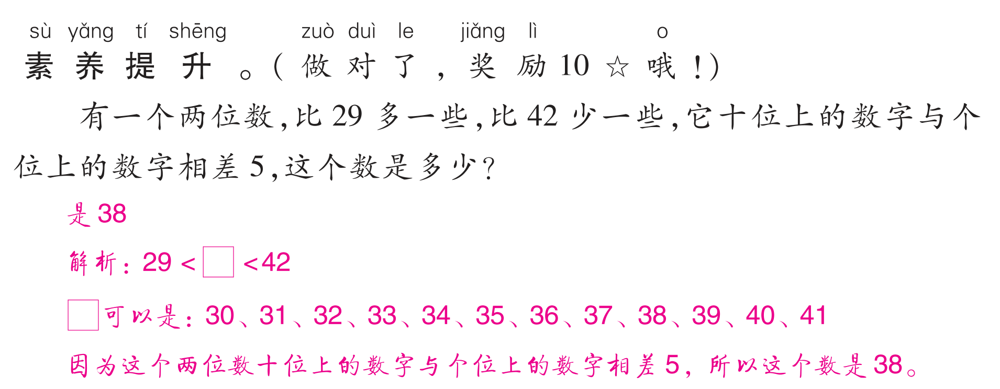 sù yǎng tí shēng zuò duì le jiǎng lì o
素养提升。(做对了,奖励10☆哦!)
有一个两位数,比29多一些,比42少一些,它十位上的数字与个
位上的数字相差5,这个数是多少?
是38
解析:29<□<42
□可以是:30、31、32、33、34、35、36、37、38、39、40、41
因为这个两位数十位上的数字与个位上的数字相差5,所以这个数是38。